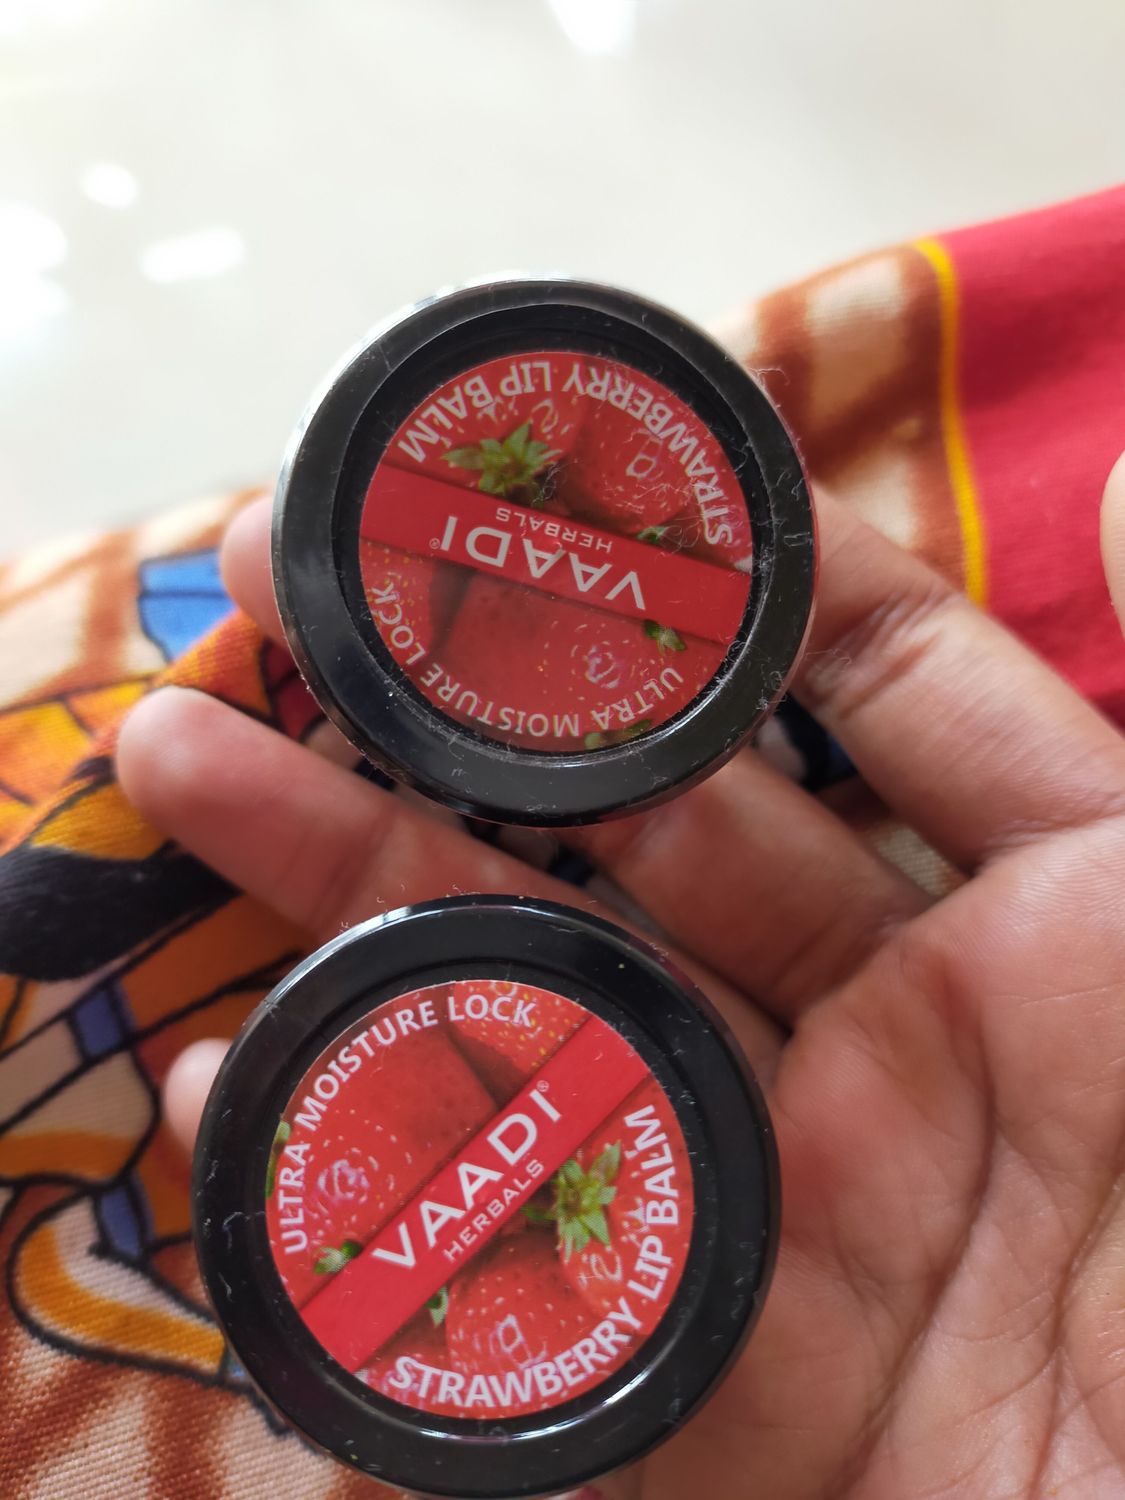 STRAWBERRY LIP BALM
VAADI®
HERBALS
ULTRA MOISTURE LOCK
ULTRA MOISTURE LOCK
VAADI®
HERBALS
STRAWBERRY LIP BALM